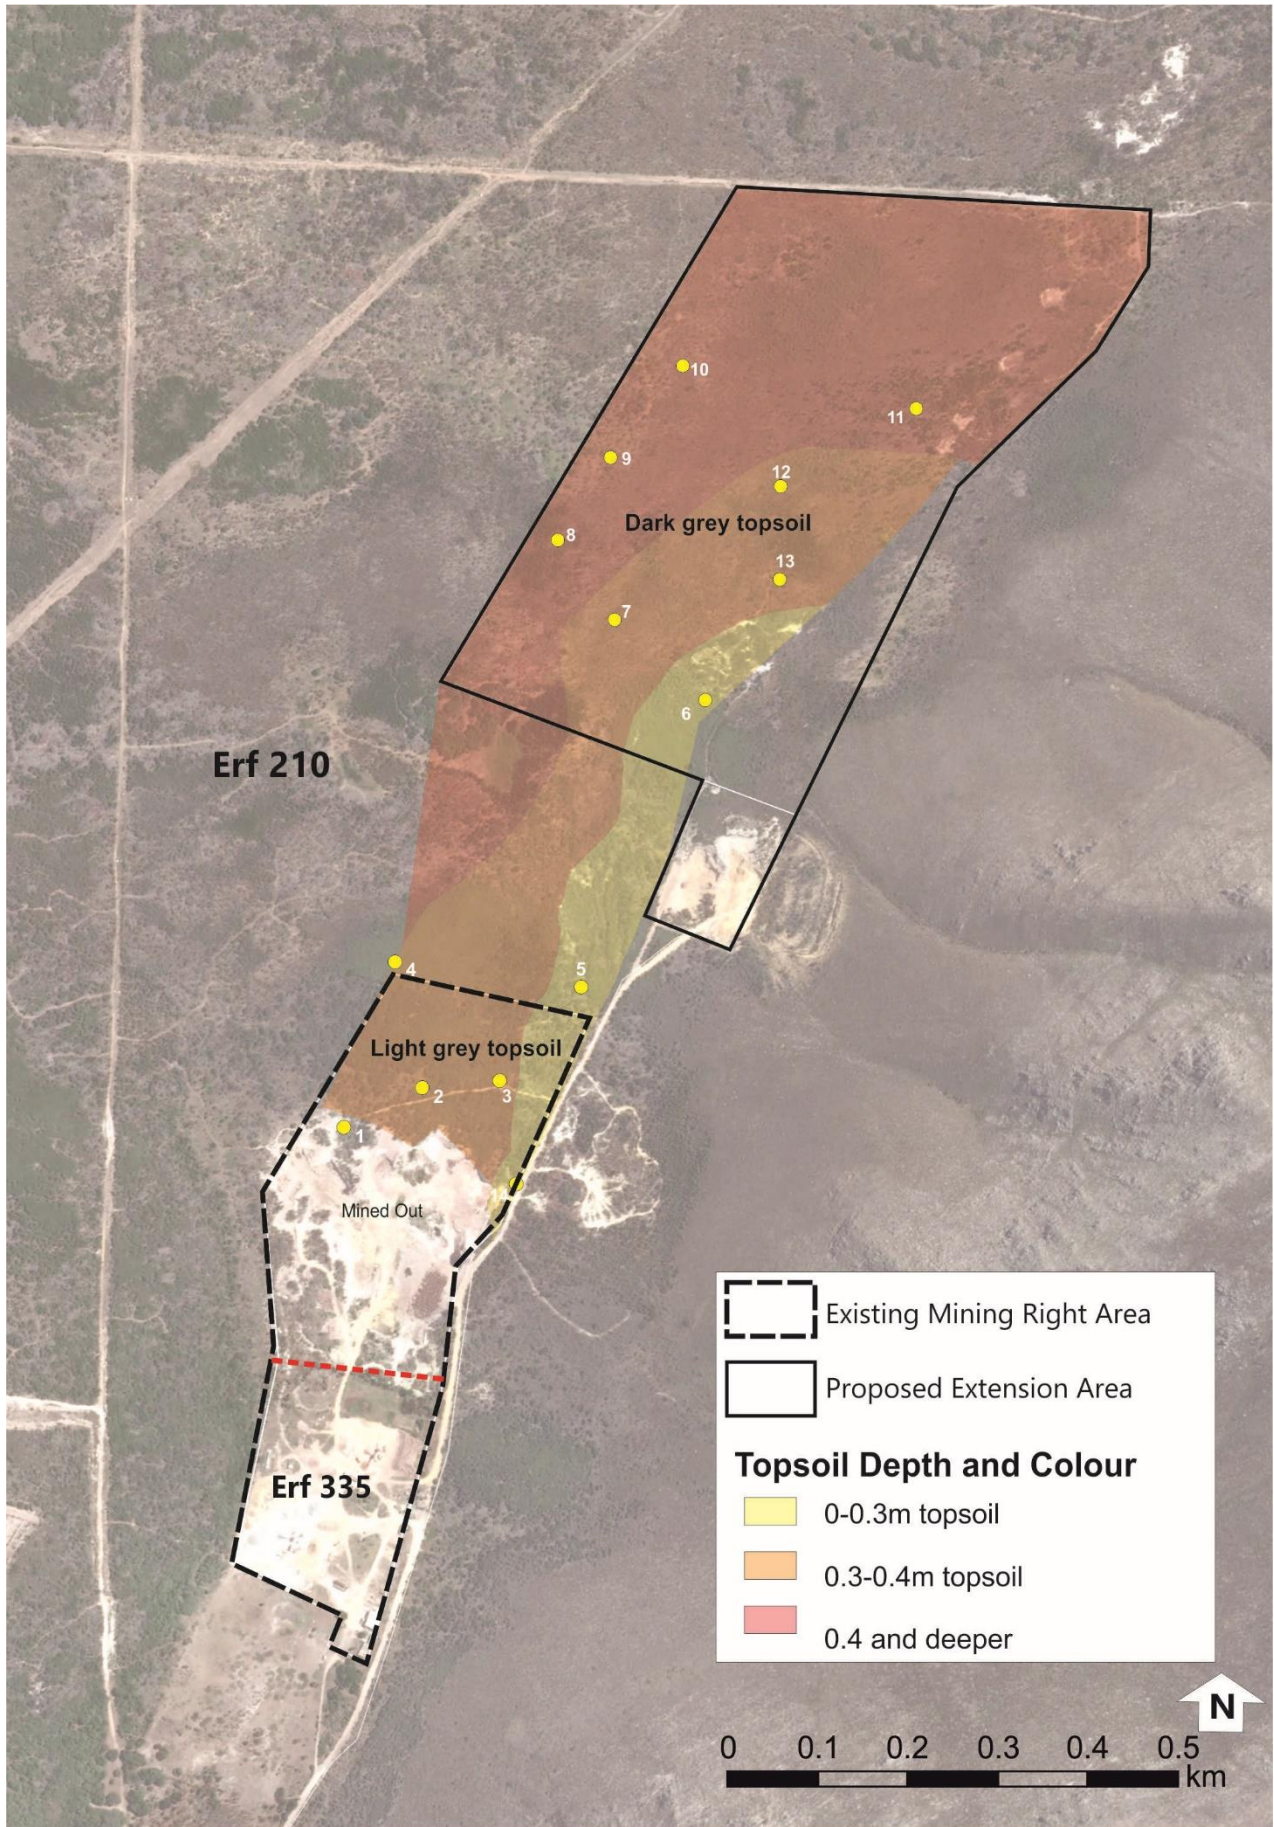 10
11
9
12
Dark grey topsoil
8
13
7
6
Erf 210
4
5
Light grey topsoil
2
3
1
14
Mined Out
Existing Mining Right Area
Proposed Extension Area
Topsoil Depth and Colour
Erf 335
0-0.3m topsoil
0.3-0.4m topsoil
0.4 and deeper
N
0 0.1 0.2 0.3 0.4 0.5
km